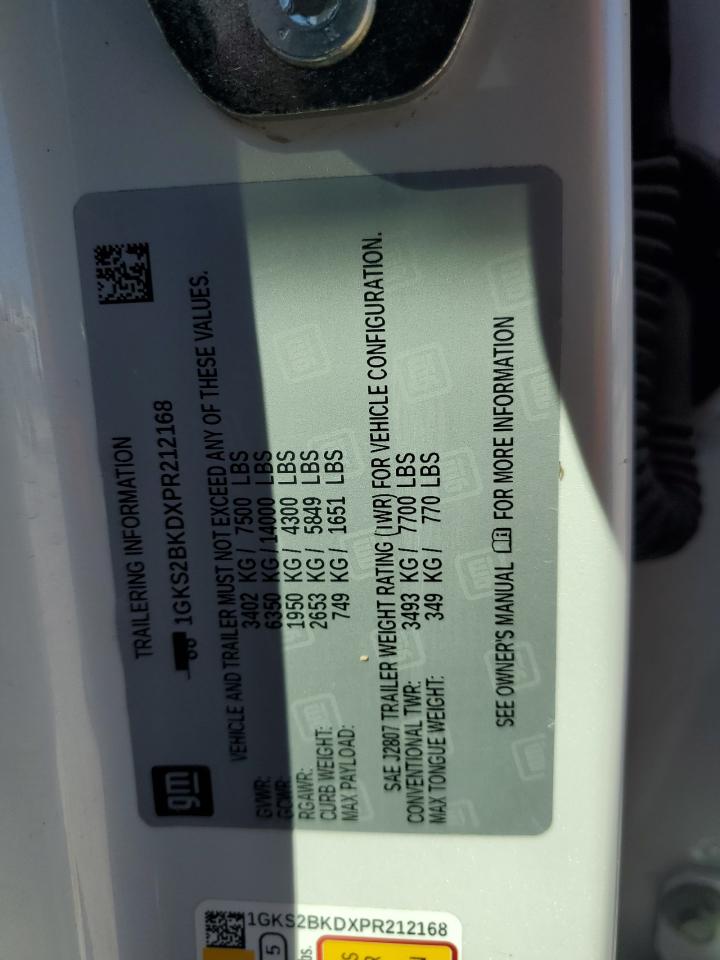 TRAILERING INFORMATION
gm
1GKS2BKDXPR212168
VEHICLE AND TRAILER MUST NOT EXCEED ANY OF THESE VALUES.
GVWR: 3402 KG / 7500 LBS
GCWR: 6350 KG / 14000 LBS
RGAWR: 1950 KG / 4300 LBS
CURB WEIGHT: 2653 KG / 5849 LBS
MAX PAYLOAD: 749 KG / 1651 LBS
SAE J2807 TRAILER WEIGHT RATING (TWR) FOR VEHICLE CONFIGURATION.
CONVENTIONAL TWR: 3493 KG / 7700 LBS
MAX TONGUE WEIGHT: 349 KG / 770 LBS
SEE OWNER'S MANUAL FOR MORE INFORMATION
1GKS2BKDXPR212168
5